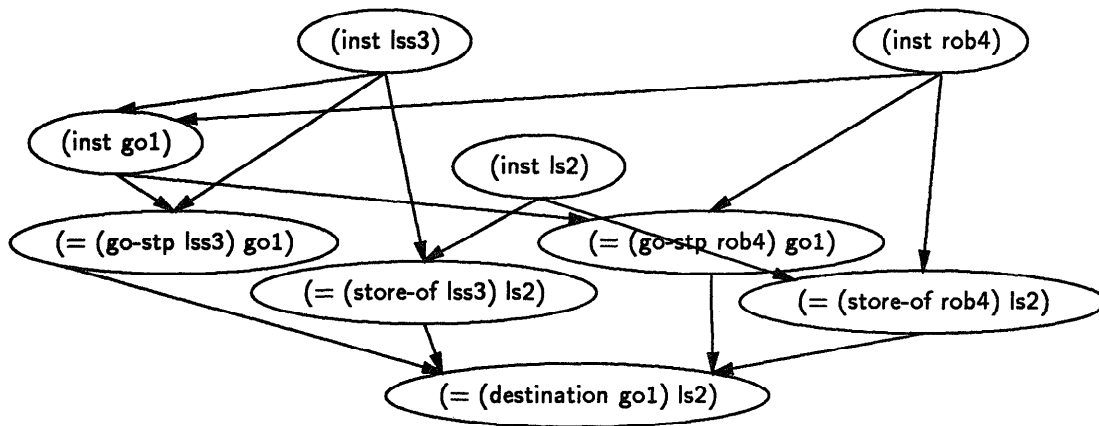 (inst lss3)
(inst rob4)
(inst go1)
(inst ls2)
(= (go-stp lss3) go1)
(= (go-stp rob4) go1)
(= (store-of lss3) ls2)
(= (store-of rob4) ls2)
(= (destination go1) ls2)